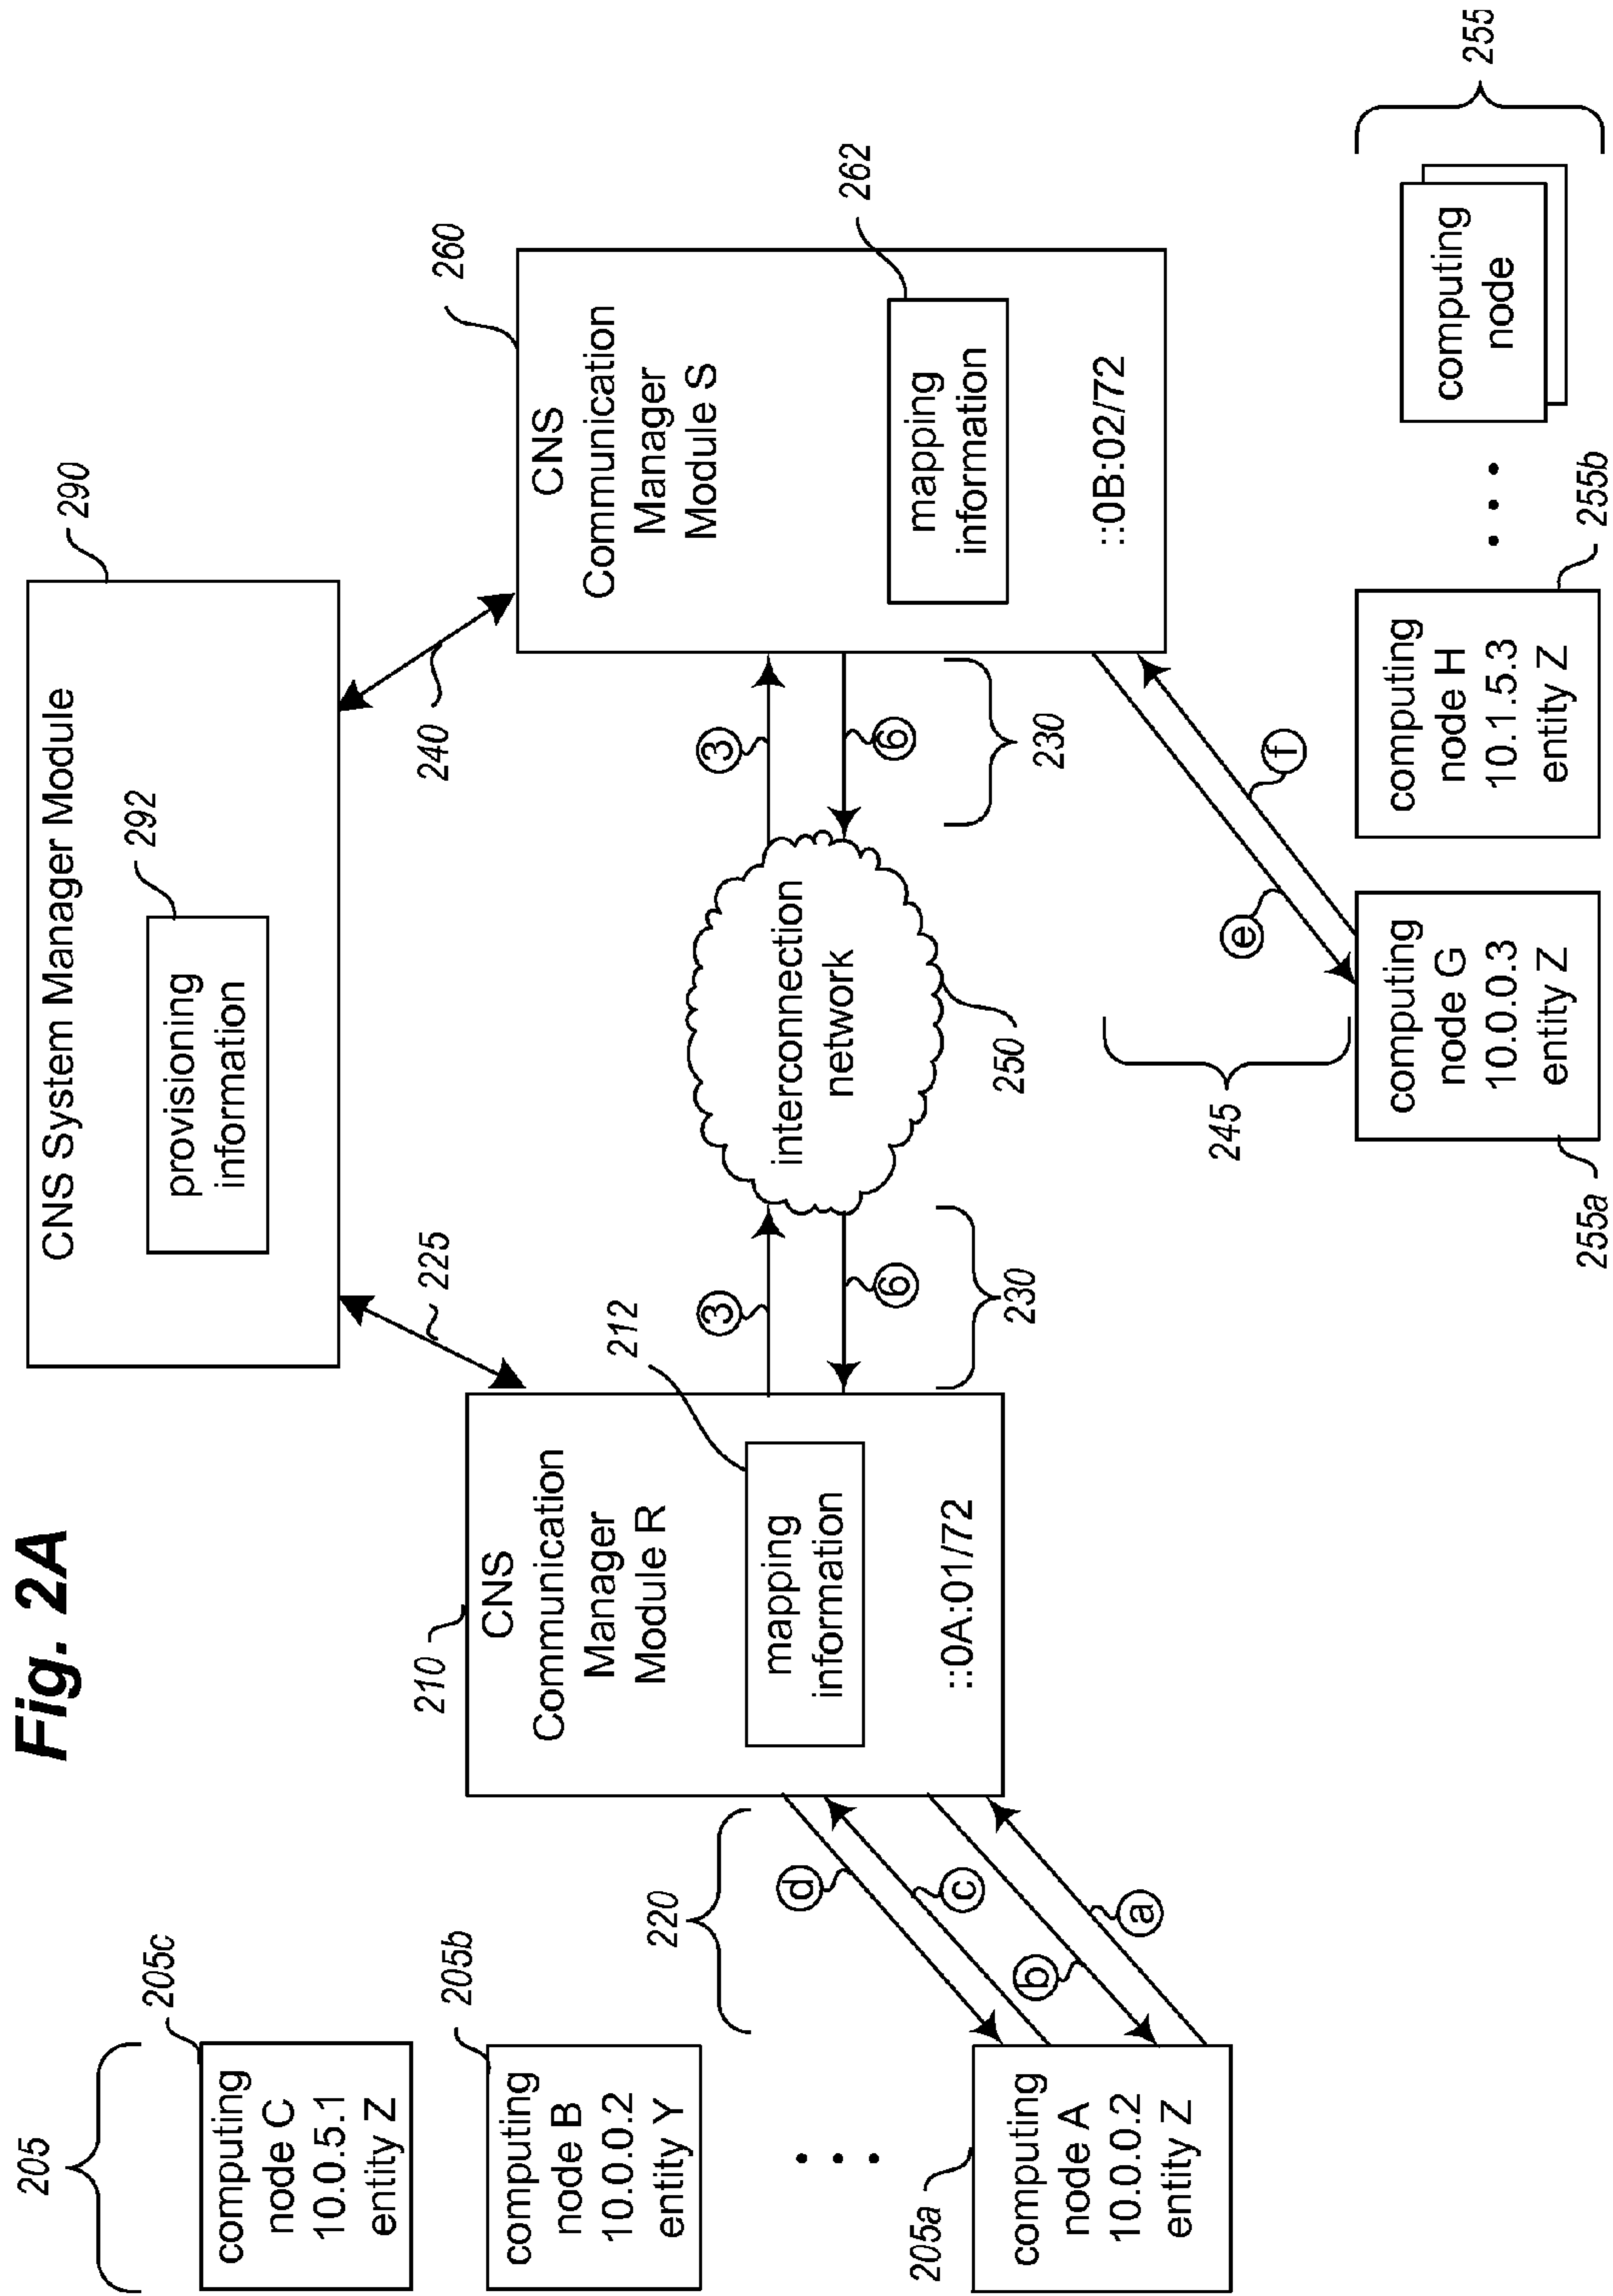 Fig. 2A
CNS System Manager Module
290
provisioning
information
292
225
240
205
205c
computing
node C
10.0.5.1
entity Z
205b
computing
node B
10.0.0.2
entity Y
205a
computing
node A
10.0.0.2
entity Z
220
d
c
b
a
210
CNS
Communication
Manager
Module R
212
mapping
information
::0A:01/72
3
6
230
interconnection
network
250
3
6
230
260
CNS
Communication
Manager
Module S
262
mapping
information
::0B:02/72
245
e
f
255a
computing
node G
10.0.0.3
entity Z
255b
computing
node H
10.1.5.3
entity Z
computing
node
255